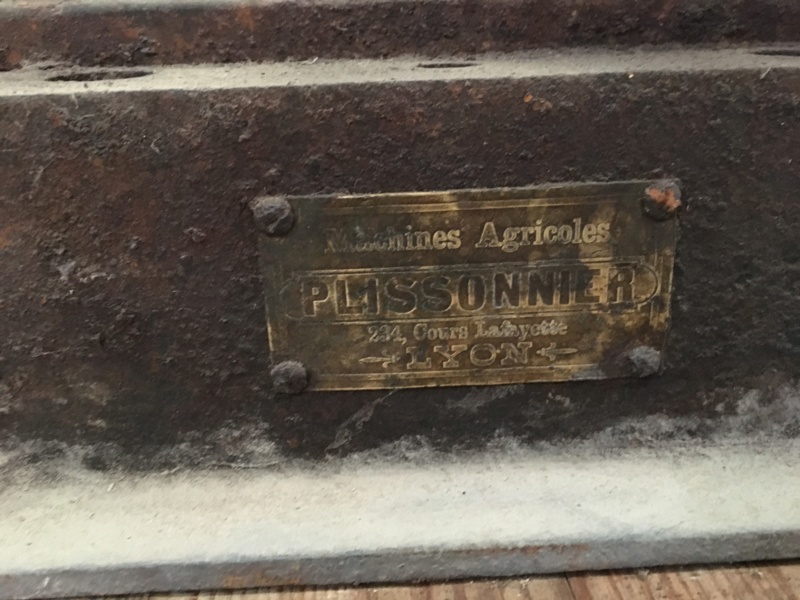 Machines Agricoles
PLISSONNIER
234, Cours Lafayette
LYON